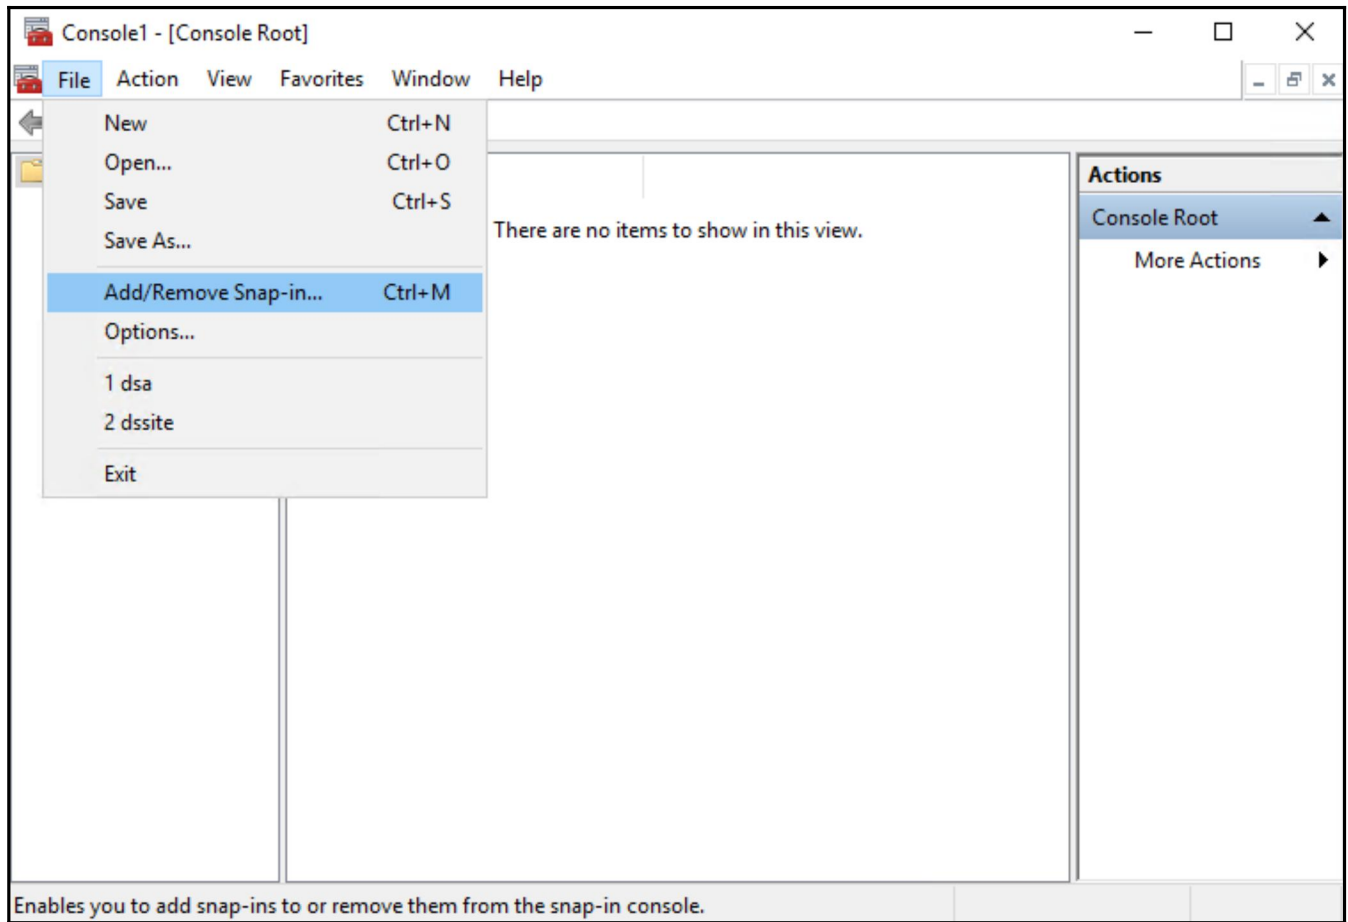 Console1 - [Console Root]
File Action View Favorites Window Help
New Ctrl+N
Open... Ctrl+O
Save Ctrl+S
Save As...
Add/Remove Snap-in... Ctrl+M
Options...
1 dsa
2 dssite
Exit
There are no items to show in this view.
Actions
Console Root
More Actions
Enables you to add snap-ins to or remove them from the snap-in console.